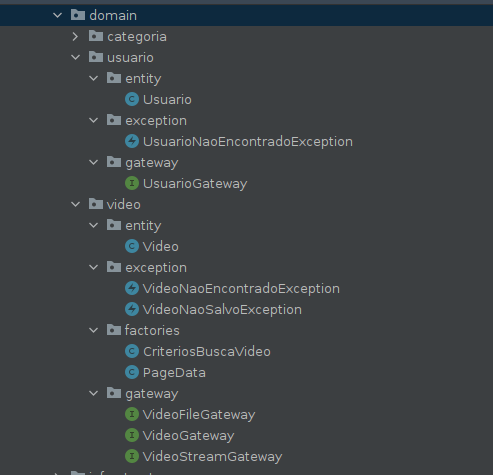 domain
categoria
usuario
entity
Usuario
exception
UsuarioNaoEncontradoException
gateway
UsuarioGateway
video
entity
Video
exception
VideoNaoEncontradoException
VideoNaoSalvoException
factories
CriteriosBuscaVideo
PageData
gateway
VideoFileGateway
VideoGateway
VideoStreamGateway